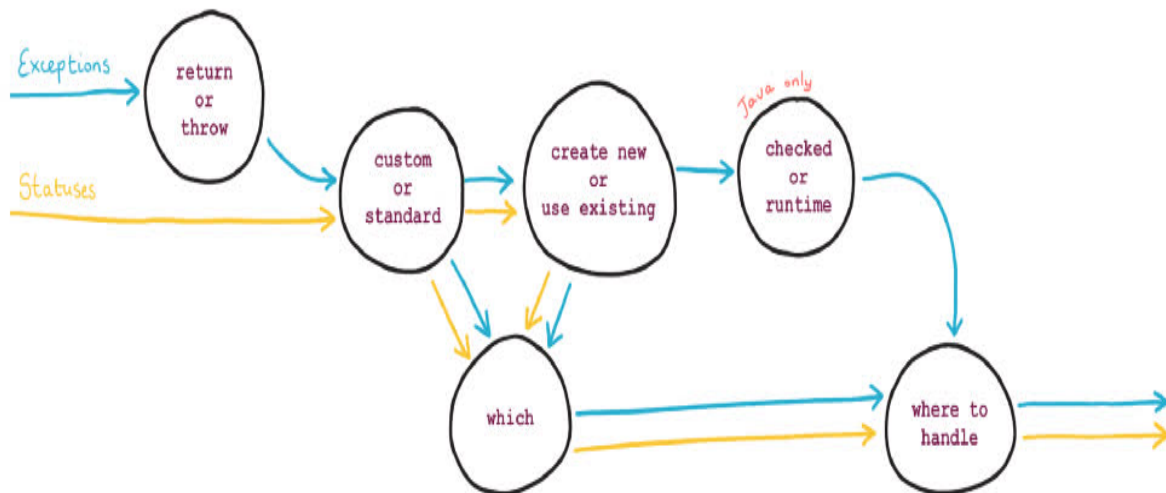 Exceptions
return
or
throw
Statuses
custom
or
standard
create new
or
use existing
Java only
checked
or
runtime
which
where to
handle